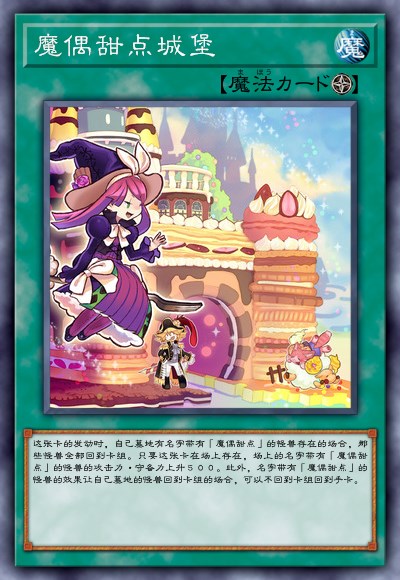 魔偶甜点城堡
魔
【魔法カード】
まほう
这张卡的发动时，自己墓地有名字带有「魔偶甜点」的怪兽存在的场合，那
些怪兽全部回到卡组。只要这张卡在场上存在，场上的名字带有「魔偶甜
点」的怪兽的攻击力·守备力上升５００。此外，名字带有「魔偶甜点」的
怪兽的效果让自己墓地的怪兽回到卡组的场合，可以不回到卡组回到手卡。